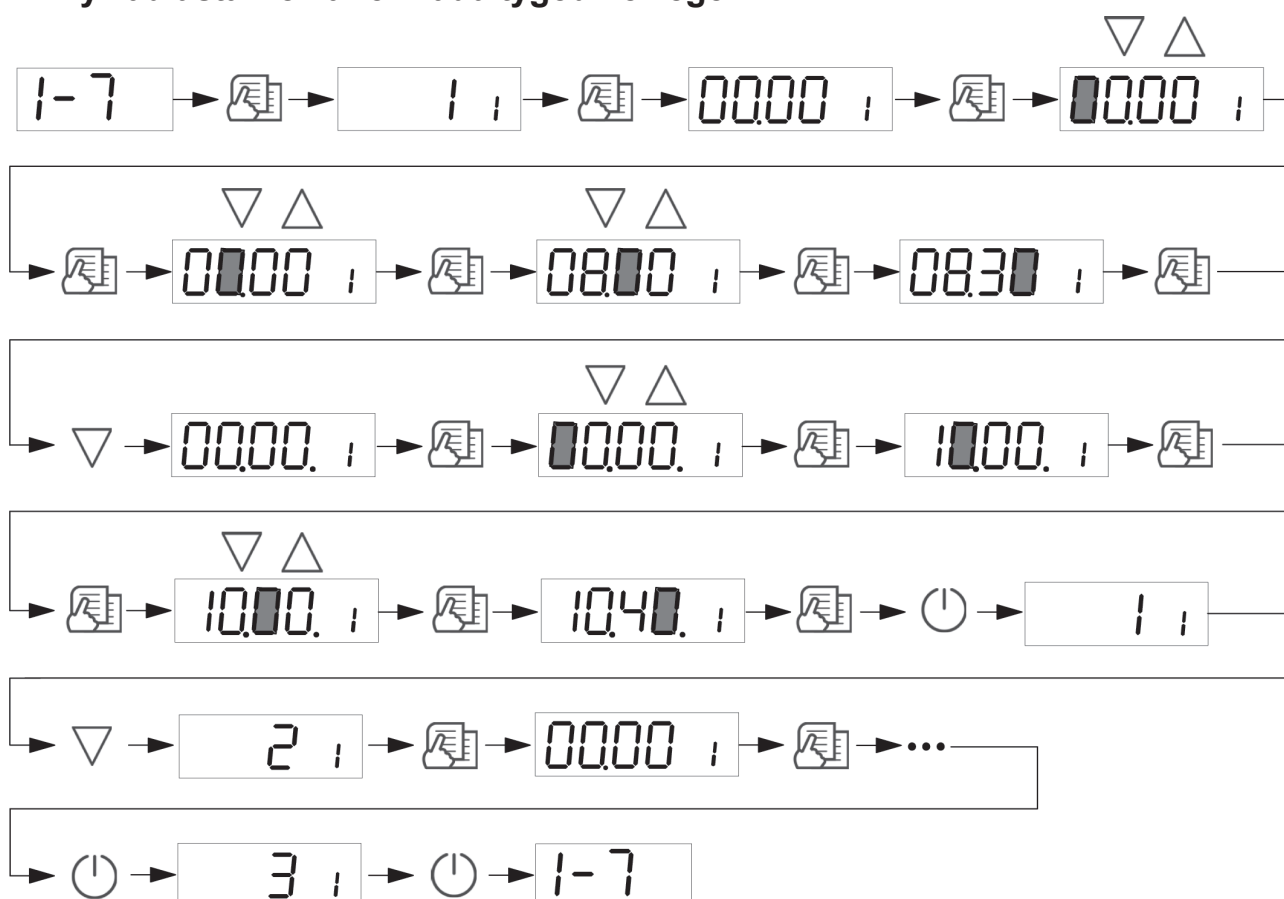 1-7 1 1 00.00 1 00.00 1
00.00 1 08.00 1 08.30 1
00.00. 1 00.00. 1 10.00. 1
10.00. 1 10.40. 1 1 1
2 1 00.00 1 •••
3 1 1-7